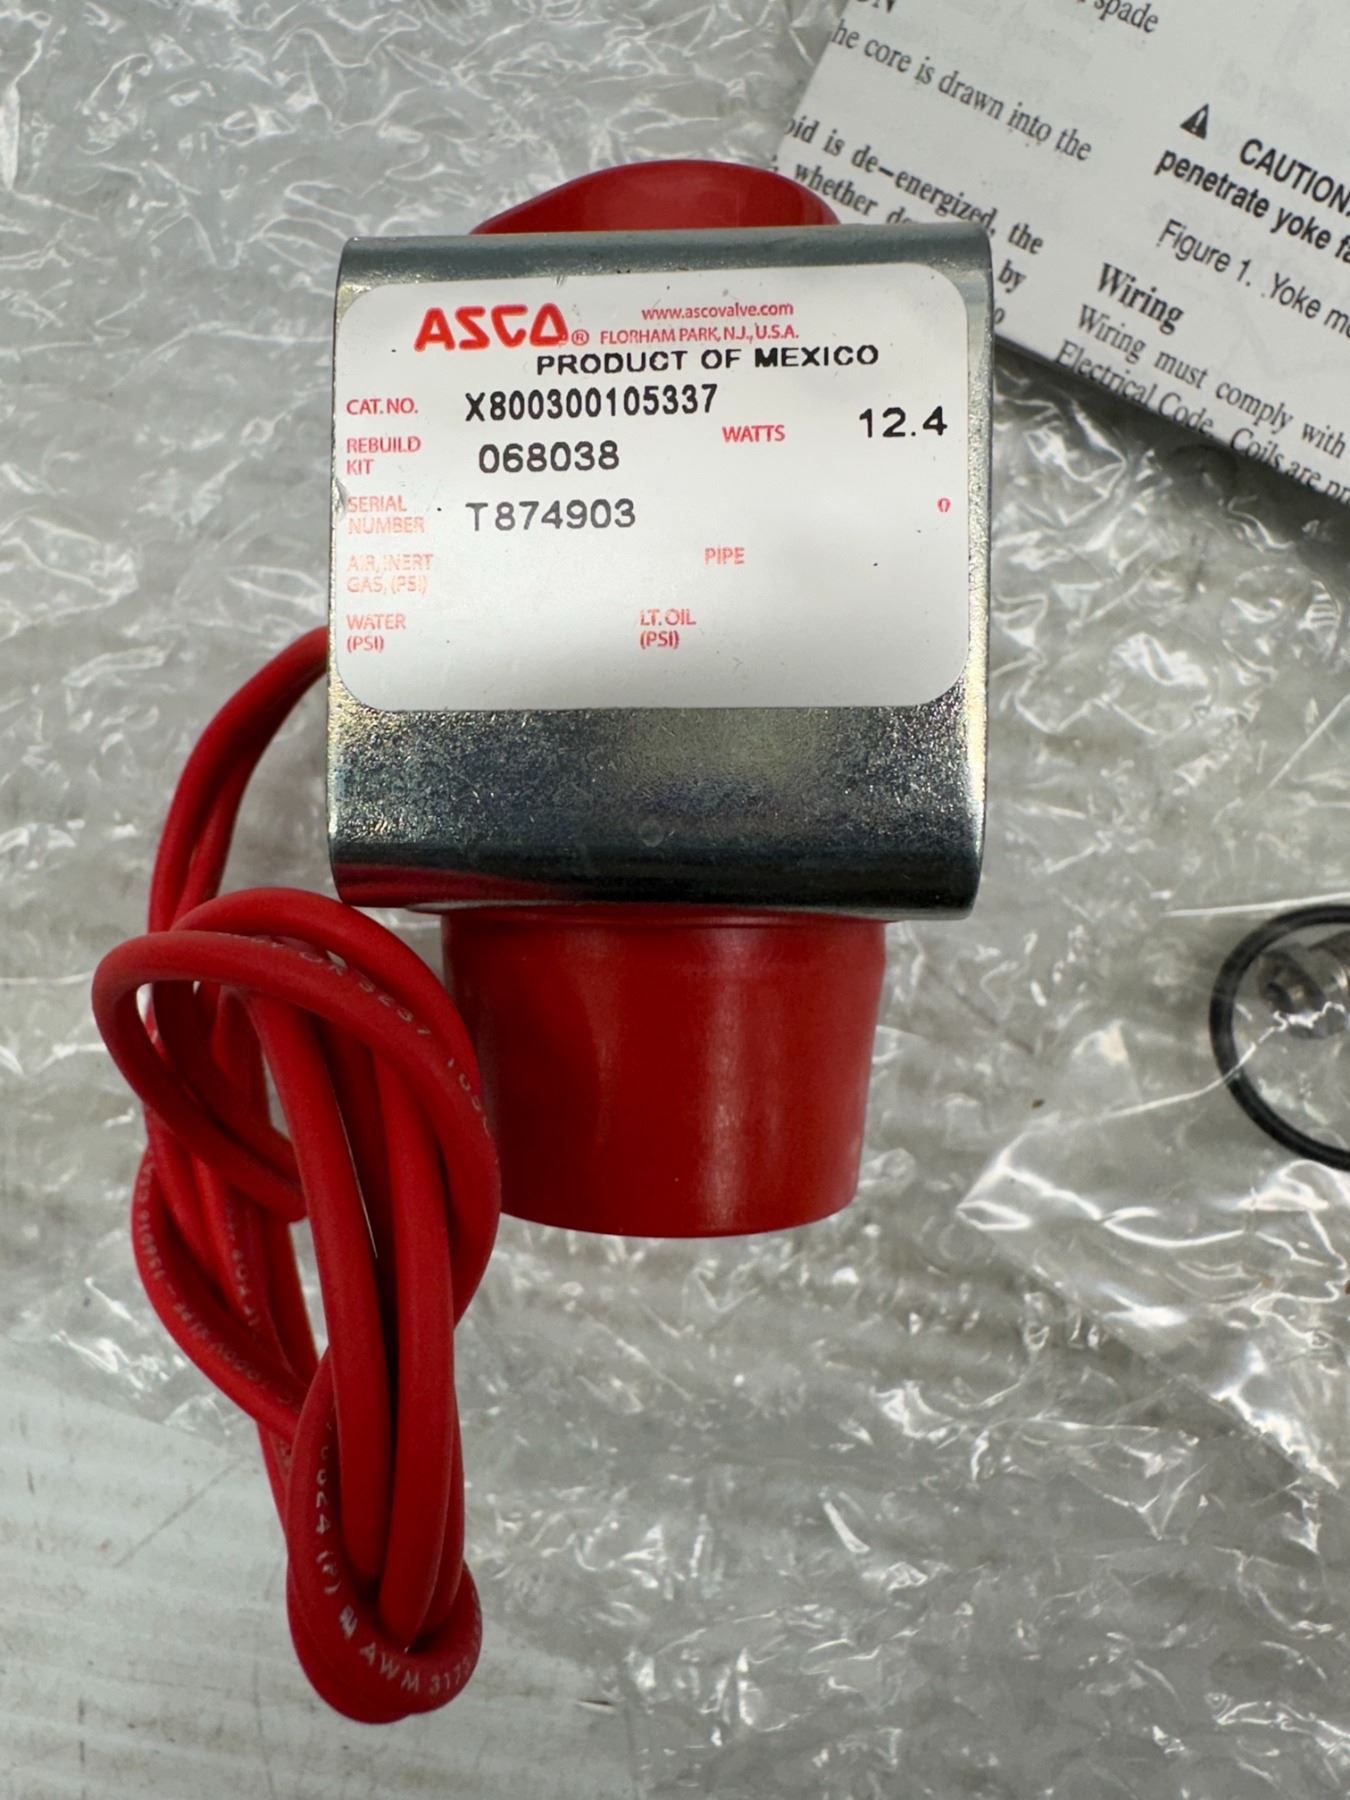 ASCO® www.ascovalve.com
FLORHAM PARK, N.J., U.S.A.
PRODUCT OF MEXICO
CAT. NO. X800300105337
REBUILD KIT 068038
WATTS 12.4
SERIAL NUMBER T874903
0
AIR, INERT GAS, (PSI)
PIPE
WATER (PSI)
LT. OIL (PSI)
spade
he core is drawn into the
oid is de-energized, the
whether
by
CAUTION:
penetrate yoke
Figure 1. Yoke
Wiring
Wiring must comply with
Electrical Code. Coils are
AWM 3173